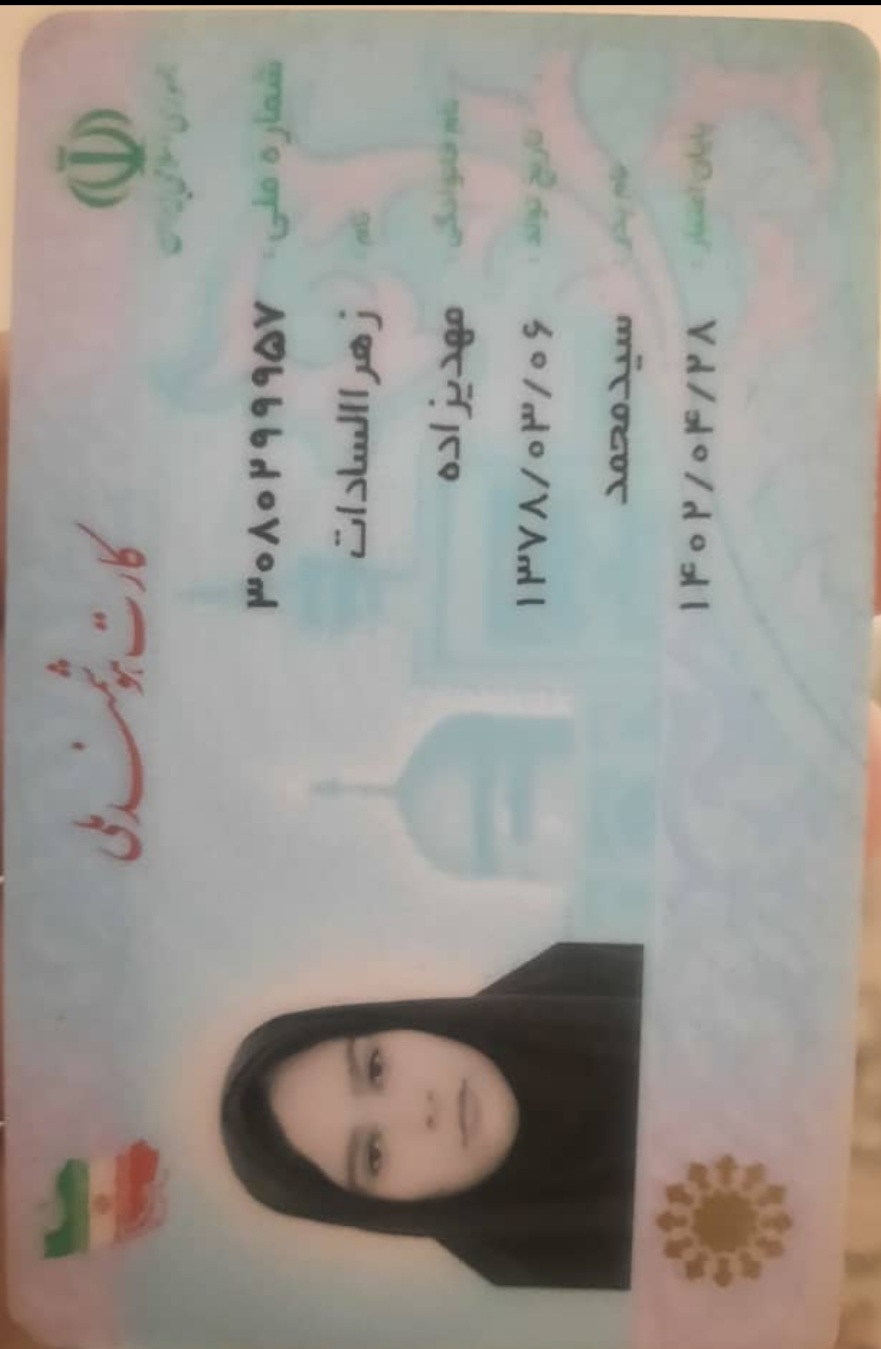 جمهوری اسلامی ایران
کارت هوشمند ملی
شماره ملی: ۳۰۸۰۲۹۹۹۵۷
نام: زهراالسادات
نام خانوادگی: مهدیزاده
تاریخ تولد: ۱۳۷۸/۰۳/۰۶
نام پدر: سیدمحمد
پایان اعتبار: ۱۴۰۲/۰۴/۲۸